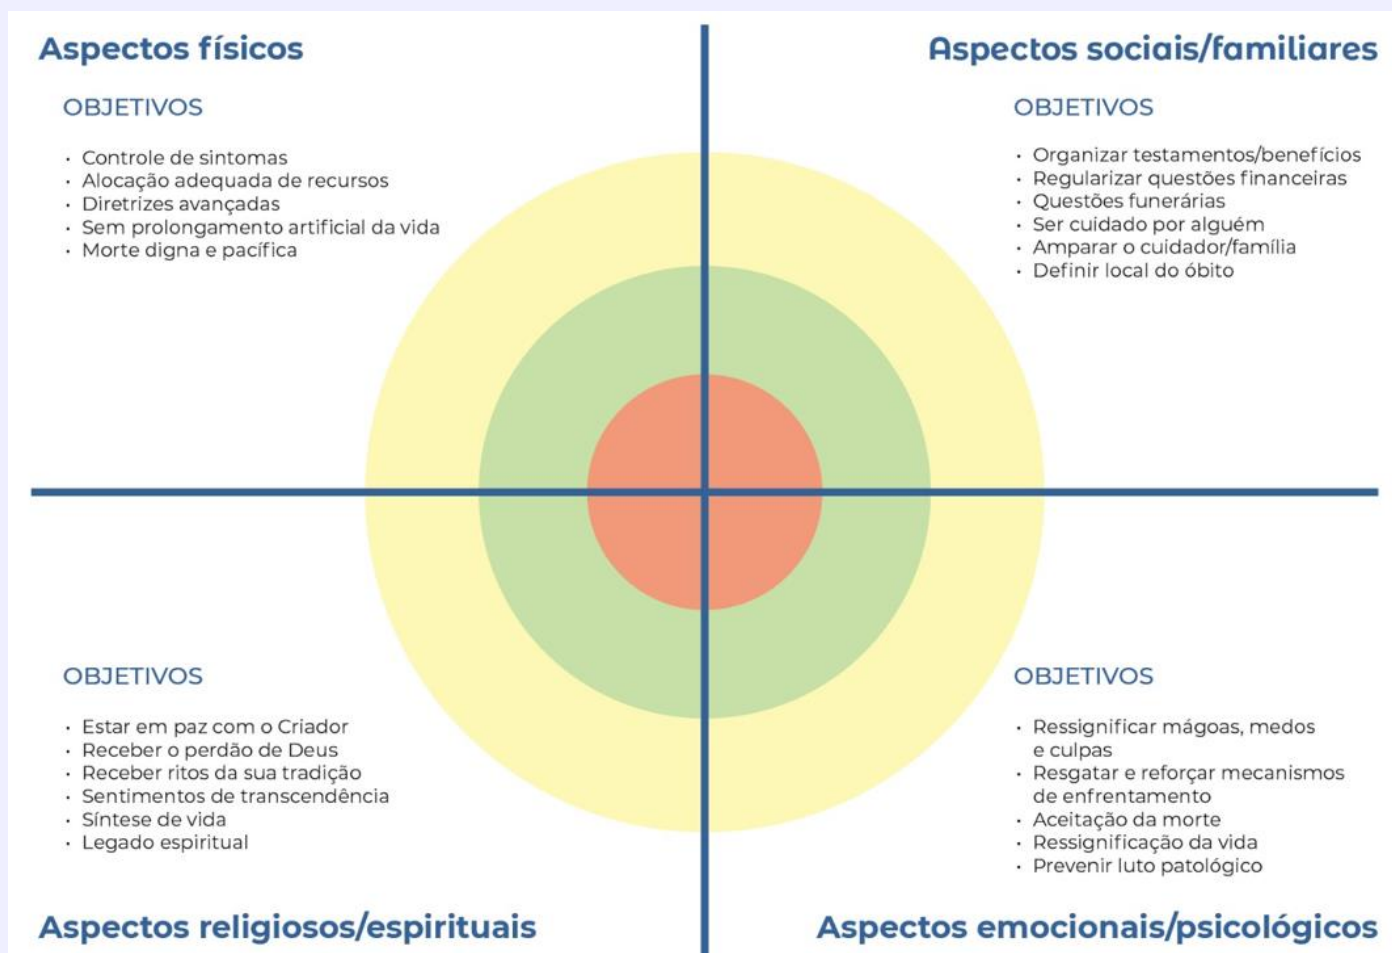 Aspectos físicos
OBJETIVOS
· Controle de sintomas
· Alocação adequada de recursos
· Diretrizes avançadas
· Sem prolongamento artificial da vida
· Morte digna e pacífica
Aspectos sociais/familiares
OBJETIVOS
· Organizar testamentos/benefícios
· Regularizar questões financeiras
· Questões funerárias
· Ser cuidado por alguém
· Amparar o cuidador/família
· Definir local do óbito
OBJETIVOS
· Estar em paz com o Criador
· Receber o perdão de Deus
· Receber ritos da sua tradição
· Sentimentos de transcendência
· Síntese de vida
· Legado espiritual
Aspectos religiosos/espirituais
OBJETIVOS
· Ressignificar mágoas, medos
e culpas
· Resgatar e reforçar mecanismos
de enfrentamento
· Aceitação da morte
· Ressignificação da vida
· Prevenir luto patológico
Aspectos emocionais/psicológicos